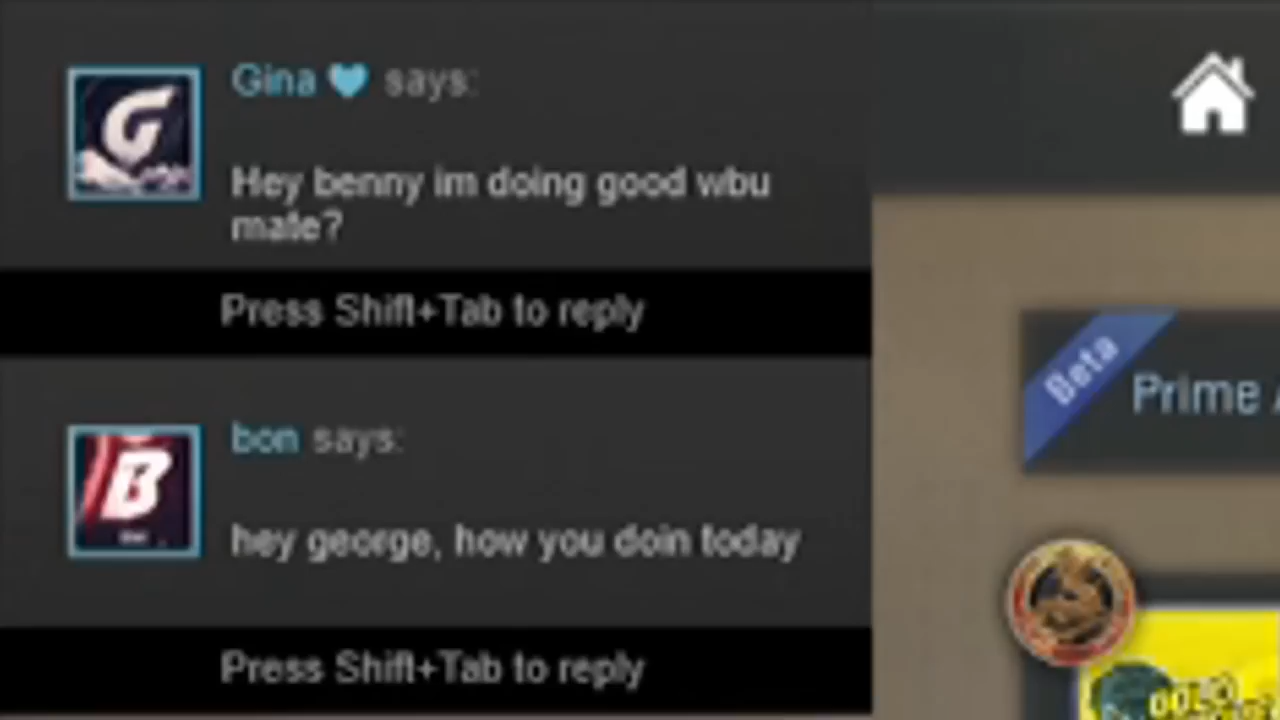 Gina 💙 says:
Hey benny im doing good wbu
mate?
Press Shift+Tab to reply
bon says:
hey george, how you doin today
Press Shift+Tab to reply
Beta
Prime